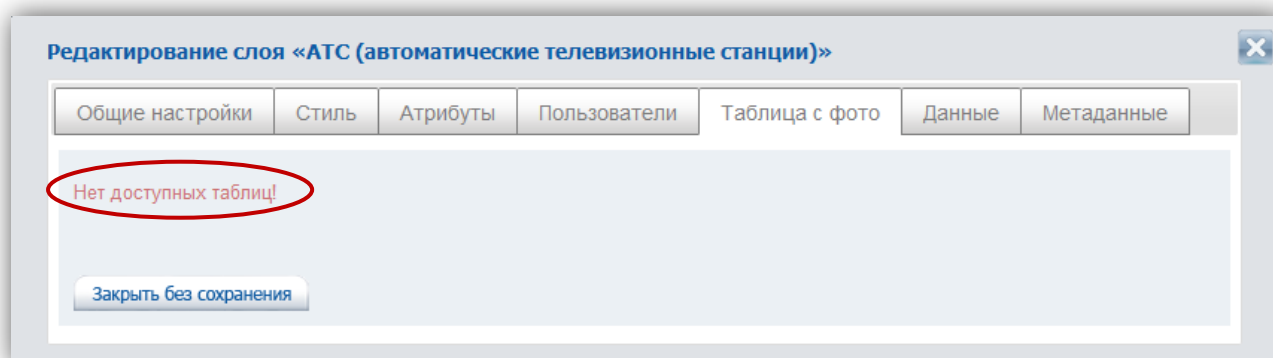 Редактирование слоя «АТС (автоматические телевизионные станции)»
Общие настройки Стиль Атрибуты Пользователи Таблица с фото Данные Метаданные
Нет доступных таблиц!
Закрыть без сохранения